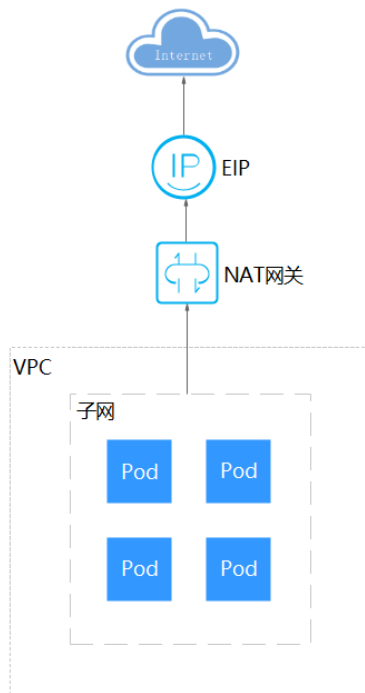 Internet
EIP
NAT网关
VPC
子网
Pod Pod
Pod Pod